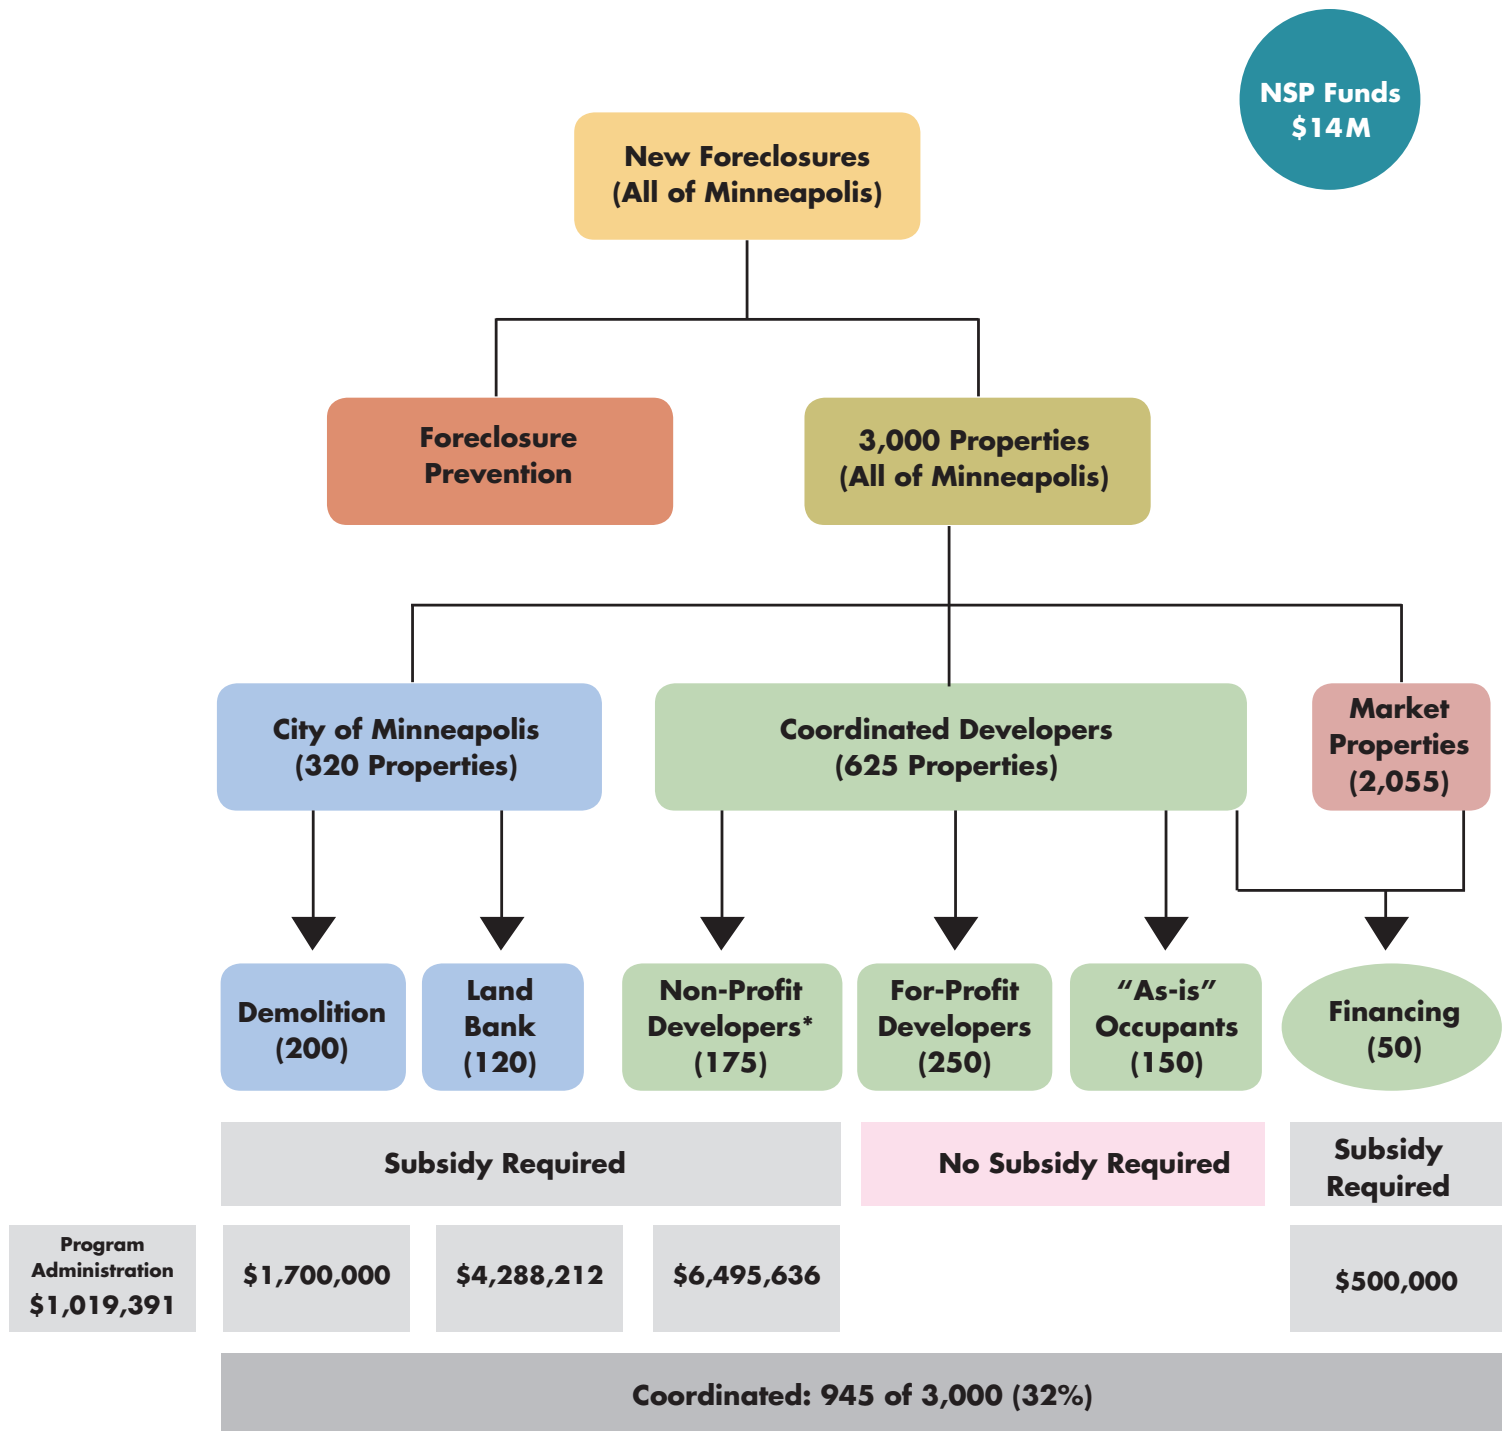 NSP Funds
$14M
New Foreclosures
(All of Minneapolis)
Foreclosure
Prevention
3,000 Properties
(All of Minneapolis)
City of Minneapolis
(320 Properties)
Coordinated Developers
(625 Properties)
Market
Properties
(2,055)
Demolition
(200)
Land
Bank
(120)
Non-Profit
Developers*
(175)
For-Profit
Developers
(250)
“As-is”
Occupants
(150)
Financing
(50)
Subsidy Required
No Subsidy Required
Subsidy
Required
Program
Administration
$1,019,391
$1,700,000
$4,288,212
$6,495,636
$500,000
Coordinated: 945 of 3,000 (32%)